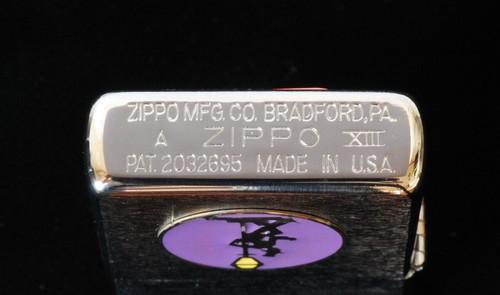 ZIPPO MFG. CO. BRADFORD, PA.
A ZIPPO XIII
PAT. 2032695 MADE IN U.S.A.